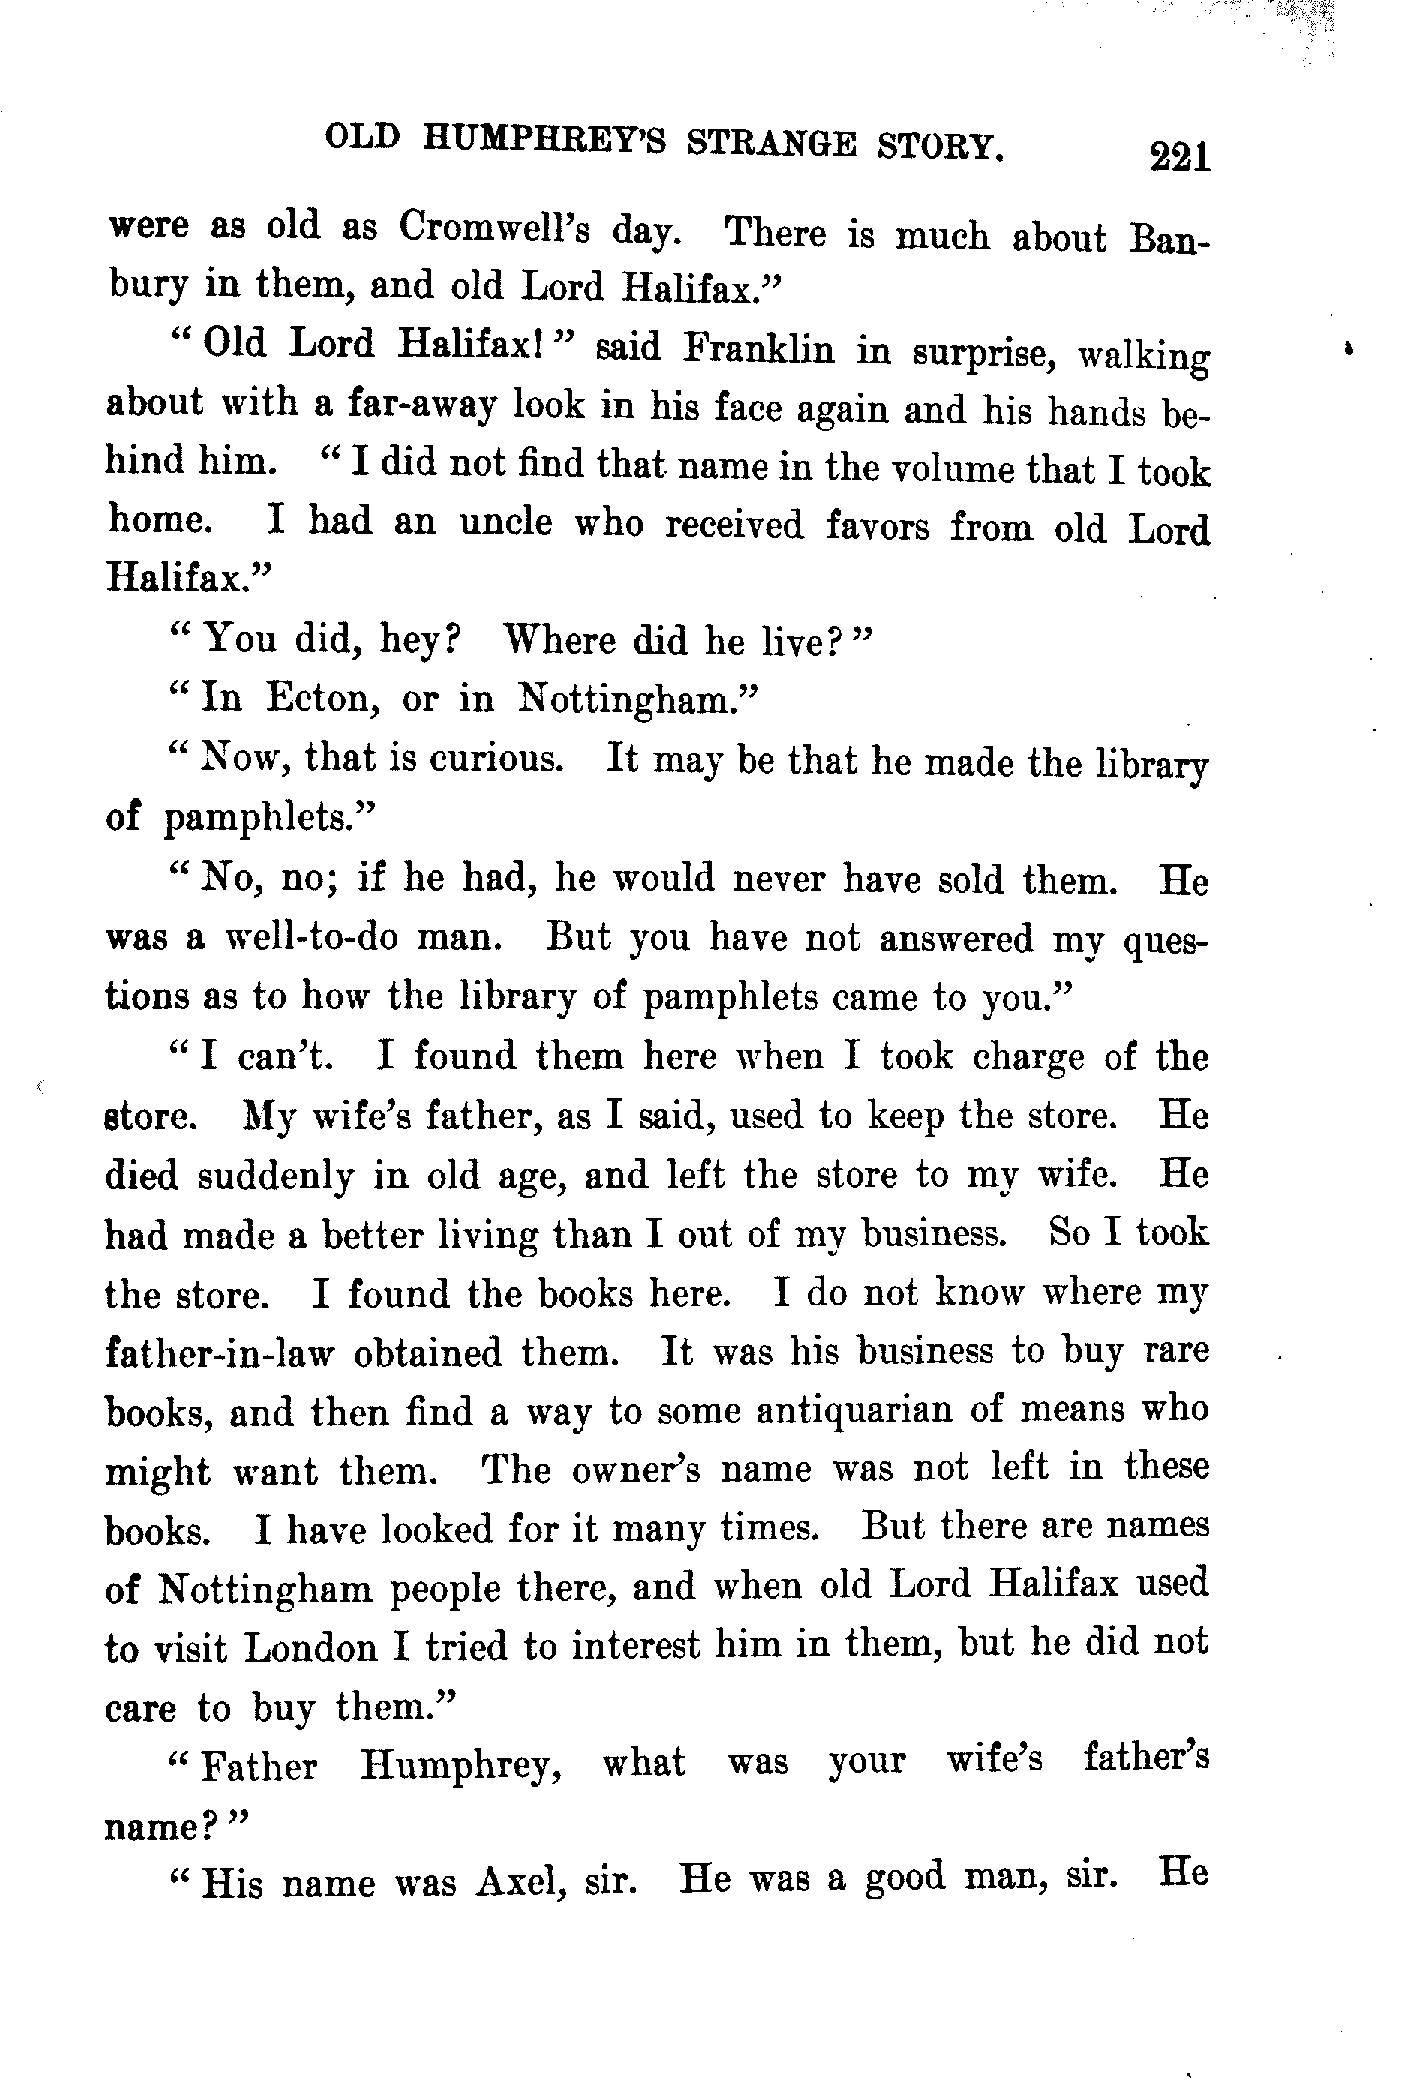 OLD HUMPHREY'S STRANGE STORY. 221
were as old as Cromwell's day. There is much about Ban-
bury in them, and old Lord Halifax."
"Old Lord Halifax!" said Franklin in surprise, walking
about with a far-away look in his face again and his hands be-
hind him. "I did not find that name in the volume that I took
home. I had an uncle who received favors from old Lord
Halifax."
"You did, hey? Where did he live?"
"In Ecton, or in Nottingham."
"Now, that is curious. It may be that he made the library
of pamphlets."
"No, no; if he had, he would never have sold them. He
was a well-to-do man. But you have not answered my ques-
tions as to how the library of pamphlets came to you."
"I can't. I found them here when I took charge of the
store. My wife's father, as I said, used to keep the store. He
died suddenly in old age, and left the store to my wife. He
had made a better living than I out of my business. So I took
the store. I found the books here. I do not know where my
father-in-law obtained them. It was his business to buy rare
books, and then find a way to some antiquarian of means who
might want them. The owner's name was not left in these
books. I have looked for it many times. But there are names
of Nottingham people there, and when old Lord Halifax used
to visit London I tried to interest him in them, but he did not
care to buy them."
"Father Humphrey, what was your wife's father's
name?"
"His name was Axel, sir. He was a good man, sir. He